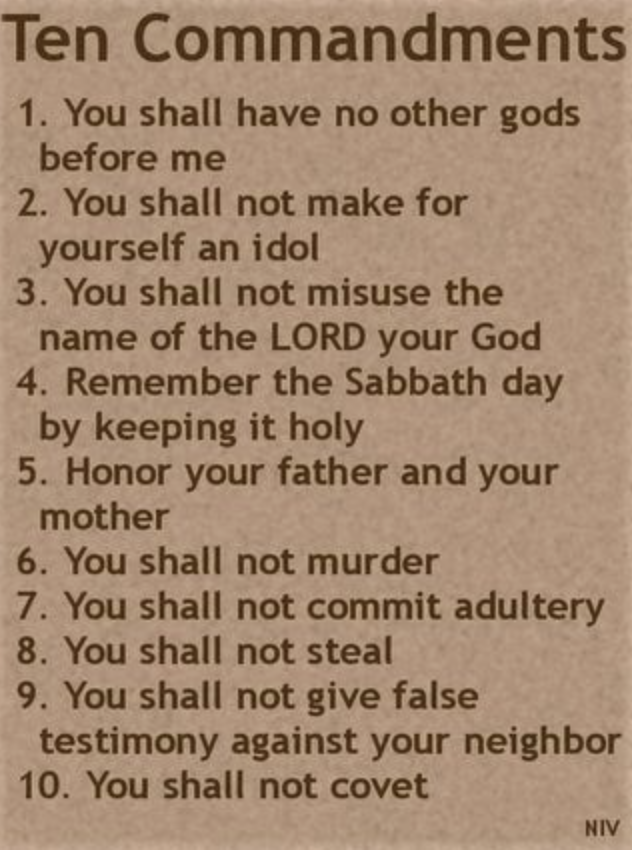 Ten Commandments
1. You shall have no other gods
before me
2. You shall not make for
yourself an idol
3. You shall not misuse the
name of the LORD your God
4. Remember the Sabbath day
by keeping it holy
5. Honor your father and your
mother
6. You shall not murder
7. You shall not commit adultery
8. You shall not steal
9. You shall not give false
testimony against your neighbor
10. You shall not covet
NIV